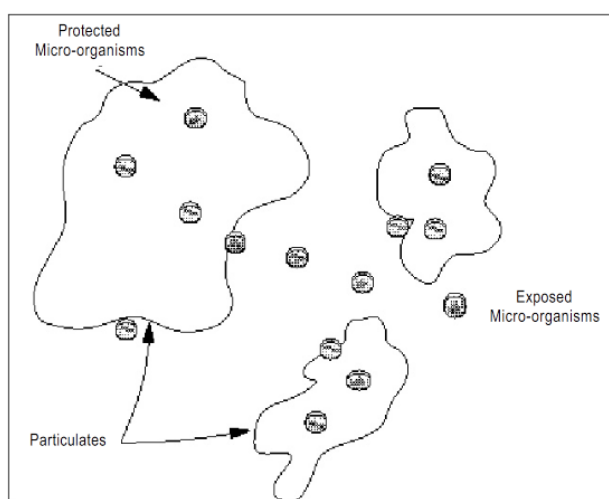 Protected
Micro-organisms
Exposed
Micro-organisms
Particulates